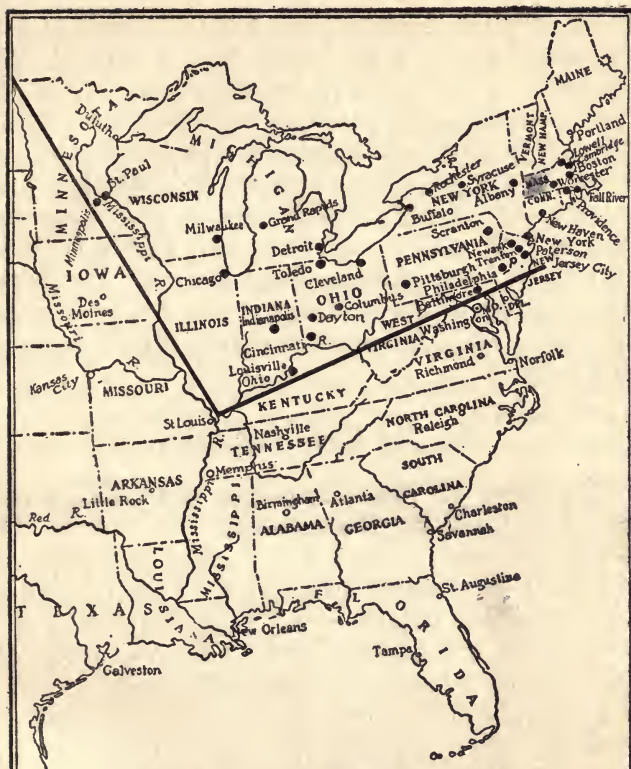 MAINE
MINNESOTA
Duluth
MICHIGAN
VERMONT
NEW HAMP.
Portland
Lowell
Cambridge
Boston
Worcester
MASS
CONN.
R.I.
Fall River
Providence
New Haven
St. Paul
Minneapolis
Mississippi R.
WISCONSIN
Milwaukee
Grand Rapids
Rochester
Syracuse
NEW YORK
Albany
Buffalo
Scranton
Detroit
Toledo
Cleveland
PENNSYLVANIA
Newark
New York
Paterson
Trenton
Jersey City
NEW JERSEY
Pittsburgh
Philadelphia
Baltimore
IOWA
Des Moines
Missouri R.
Chicago
ILLINOIS
INDIANA
Indianapolis
OHIO
Columbus
Dayton
Cincinnati
Ohio R.
Louisville
WEST VIRGINIA
Washington
MD.
DEL.
VIRGINIA
Richmond
Norfolk
Kansas City
MISSOURI
St Louis
KENTUCKY
Nashville
TENNESSEE
NORTH CAROLINA
Raleigh
Memphis
Mississippi R.
ARKANSAS
Little Rock
SOUTH CAROLINA
Charleston
Savannah
Birmingham
ALABAMA
Atlanta
GEORGIA
MISSISSIPPI
Red R.
LOUISIANA
TEXAS
New Orleans
Galveston
FLORIDA
St. Augustine
Tampa